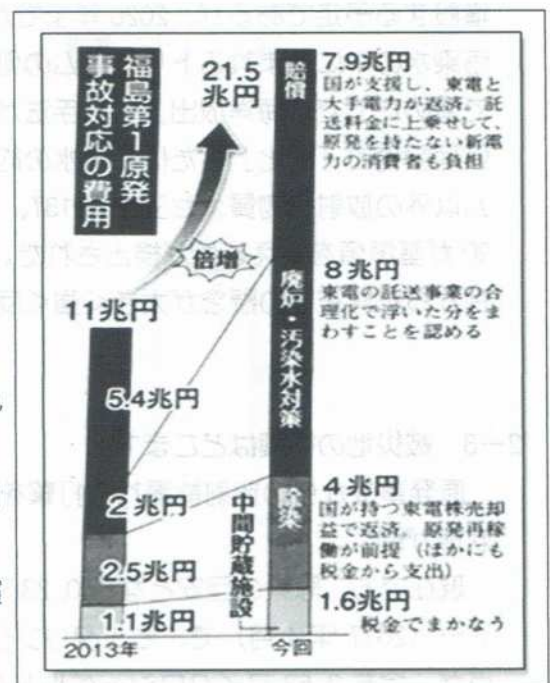 福島第1原発
事故対応の費用
21.5
兆円
倍増
11兆円
5.4兆円
2兆円
2.5兆円
1.1兆円
2013年
賠償
廃炉・汚染水対策
除染
中間貯蔵施設
今回
7.9兆円
国が支援し、東電と
大手電力が返済、託
送料金に上乗せして、
原発を持たない新電
力の消費者も負担
8兆円
東電の託送事業の合
理化で浮いた分をま
わすことを認める
4兆円
国が持つ東電株売却
益で返済、原発再稼
働が前提（ほかにも
税金から支出）
1.6兆円
税金でまかなう